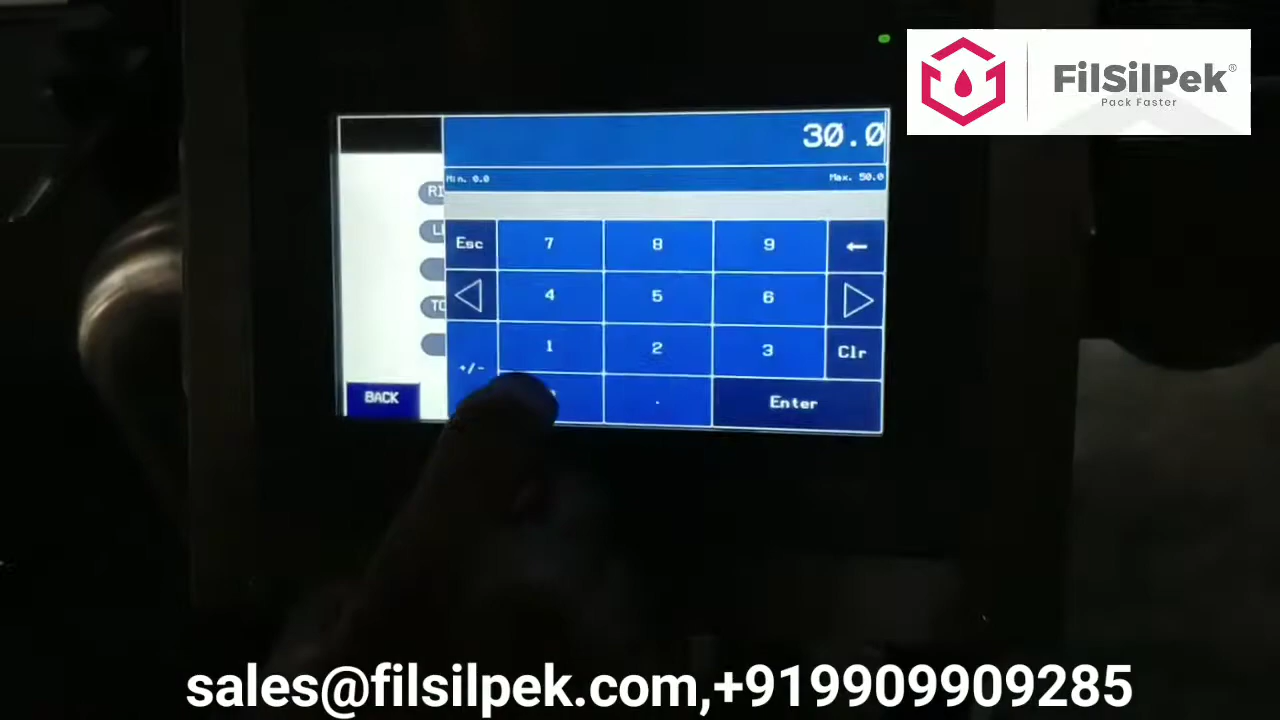 FilSilPek®
Pack Faster
30.0
Min. 0.0 Max. 50.0
Esc 7 8 9 ←
4 5 6
1 2 3 Clr
+/- . Enter
BACK
sales@filsilpek.com,+919909909285